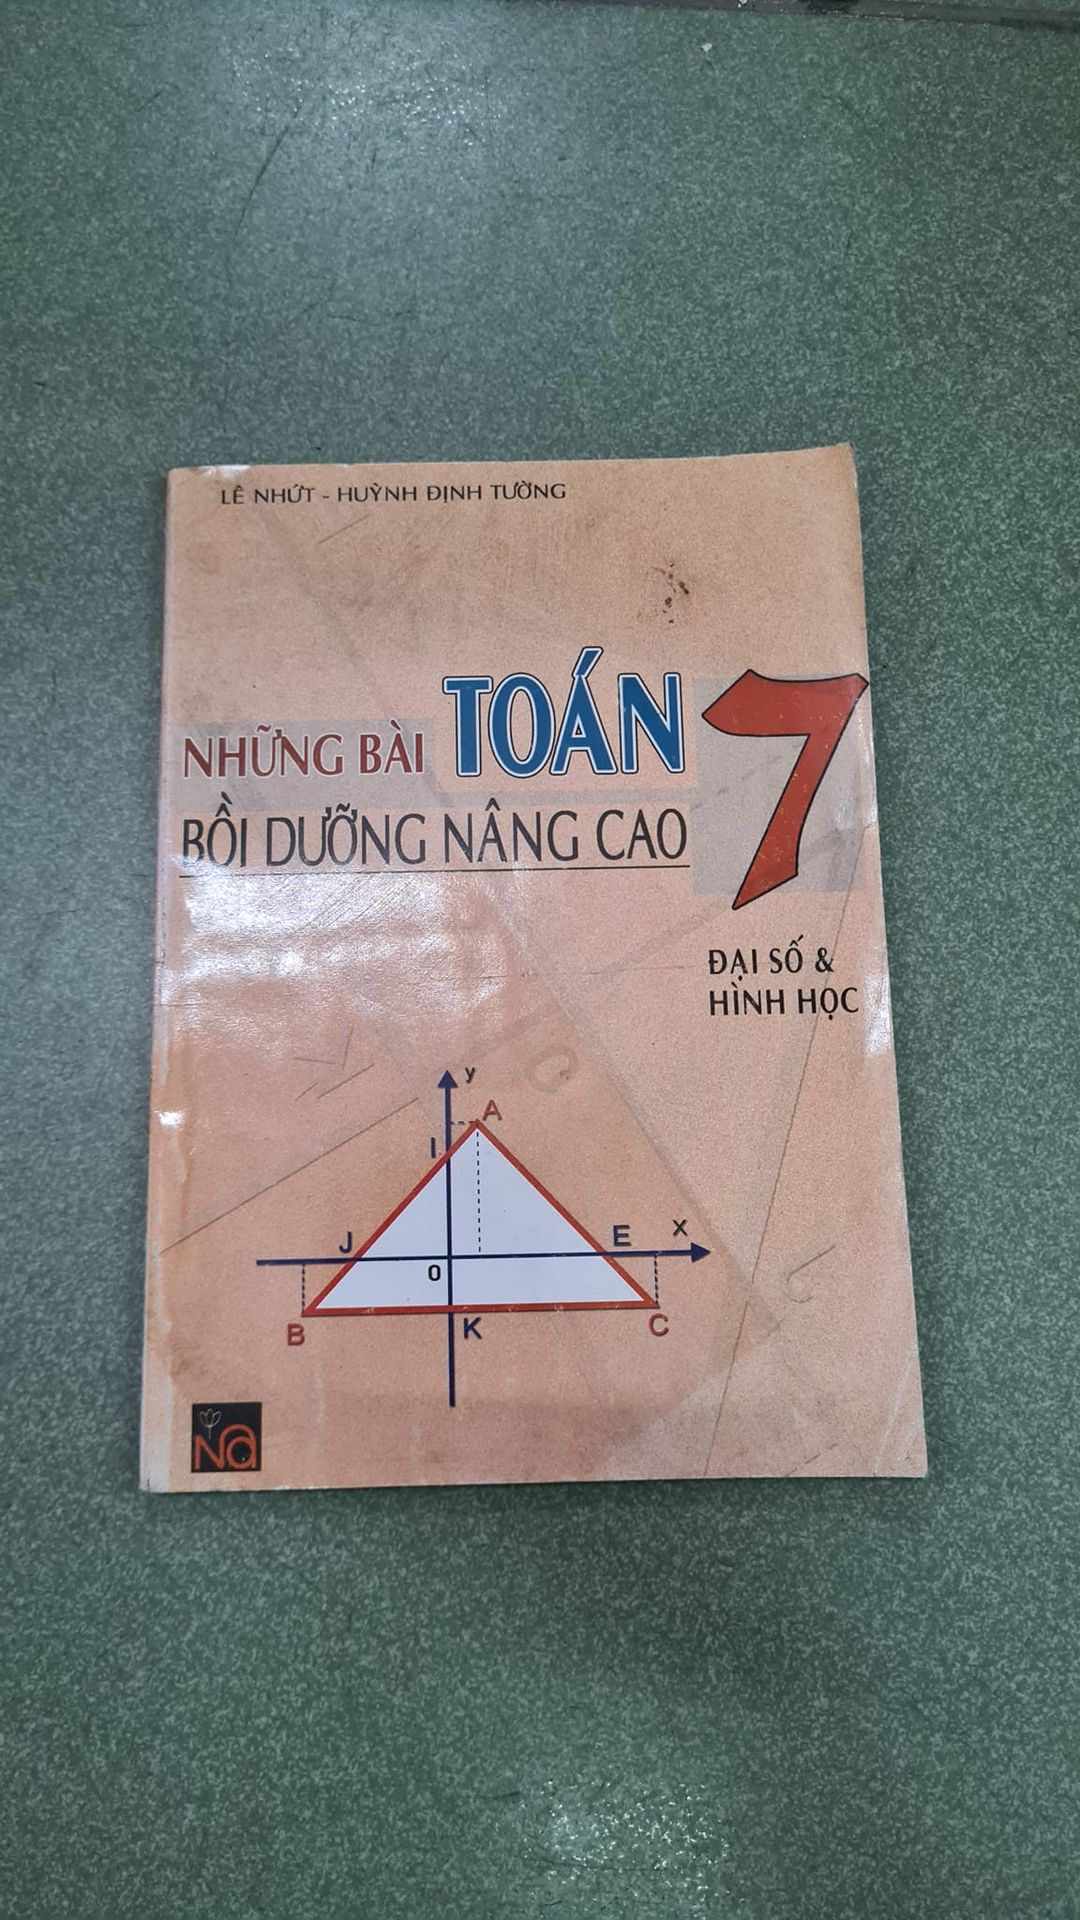 LÊ NHỨT - HUỲNH ĐỊNH TƯỜNG
NHỮNG BÀI TOÁN 7
BỒI DƯỠNG NÂNG CAO
ĐẠI SỐ &
HÌNH HỌC
y
A
I
J
E
x
0
B
K
C
Na